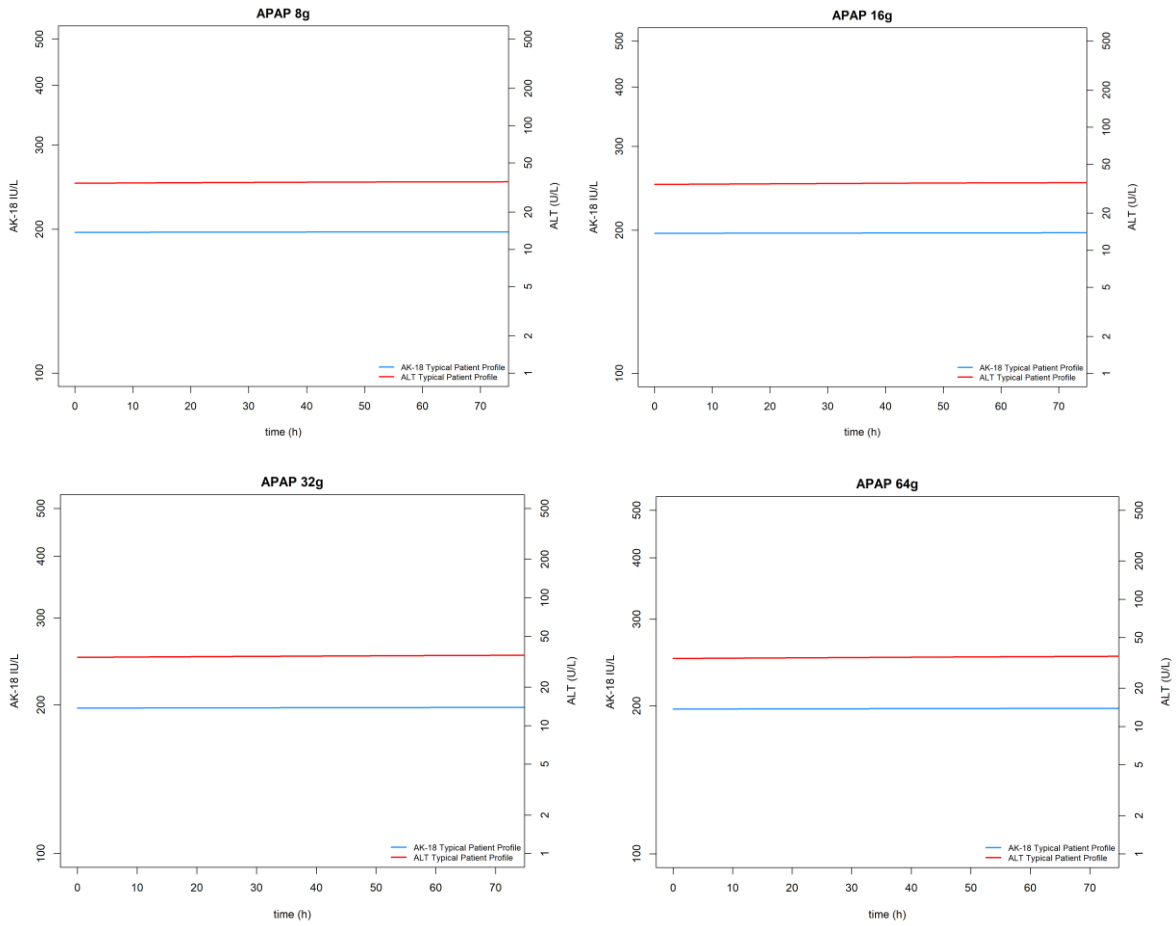 APAP 8g
500
400
300
200
100
AK-18 IU/L
500
200
100
50
20
10
5
2
1
ALT (U/L)
AK-18 Typical Patient Profile
ALT Typical Patient Profile
0 10 20 30 40 50 60 70
time (h)
APAP 16g
500
400
300
200
100
AK-18 IU/L
500
200
100
50
20
10
5
2
1
ALT (U/L)
AK-18 Typical Patient Profile
ALT Typical Patient Profile
0 10 20 30 40 50 60 70
time (h)
APAP 32g
500
400
300
200
100
AK-18 IU/L
500
200
100
50
20
10
5
2
1
ALT (U/L)
AK-18 Typical Patient Profile
ALT Typical Patient Profile
0 10 20 30 40 50 60 70
time (h)
APAP 64g
500
400
300
200
100
AK-18 IU/L
500
200
100
50
20
10
5
2
1
ALT (U/L)
AK-18 Typical Patient Profile
ALT Typical Patient Profile
0 10 20 30 40 50 60 70
time (h)